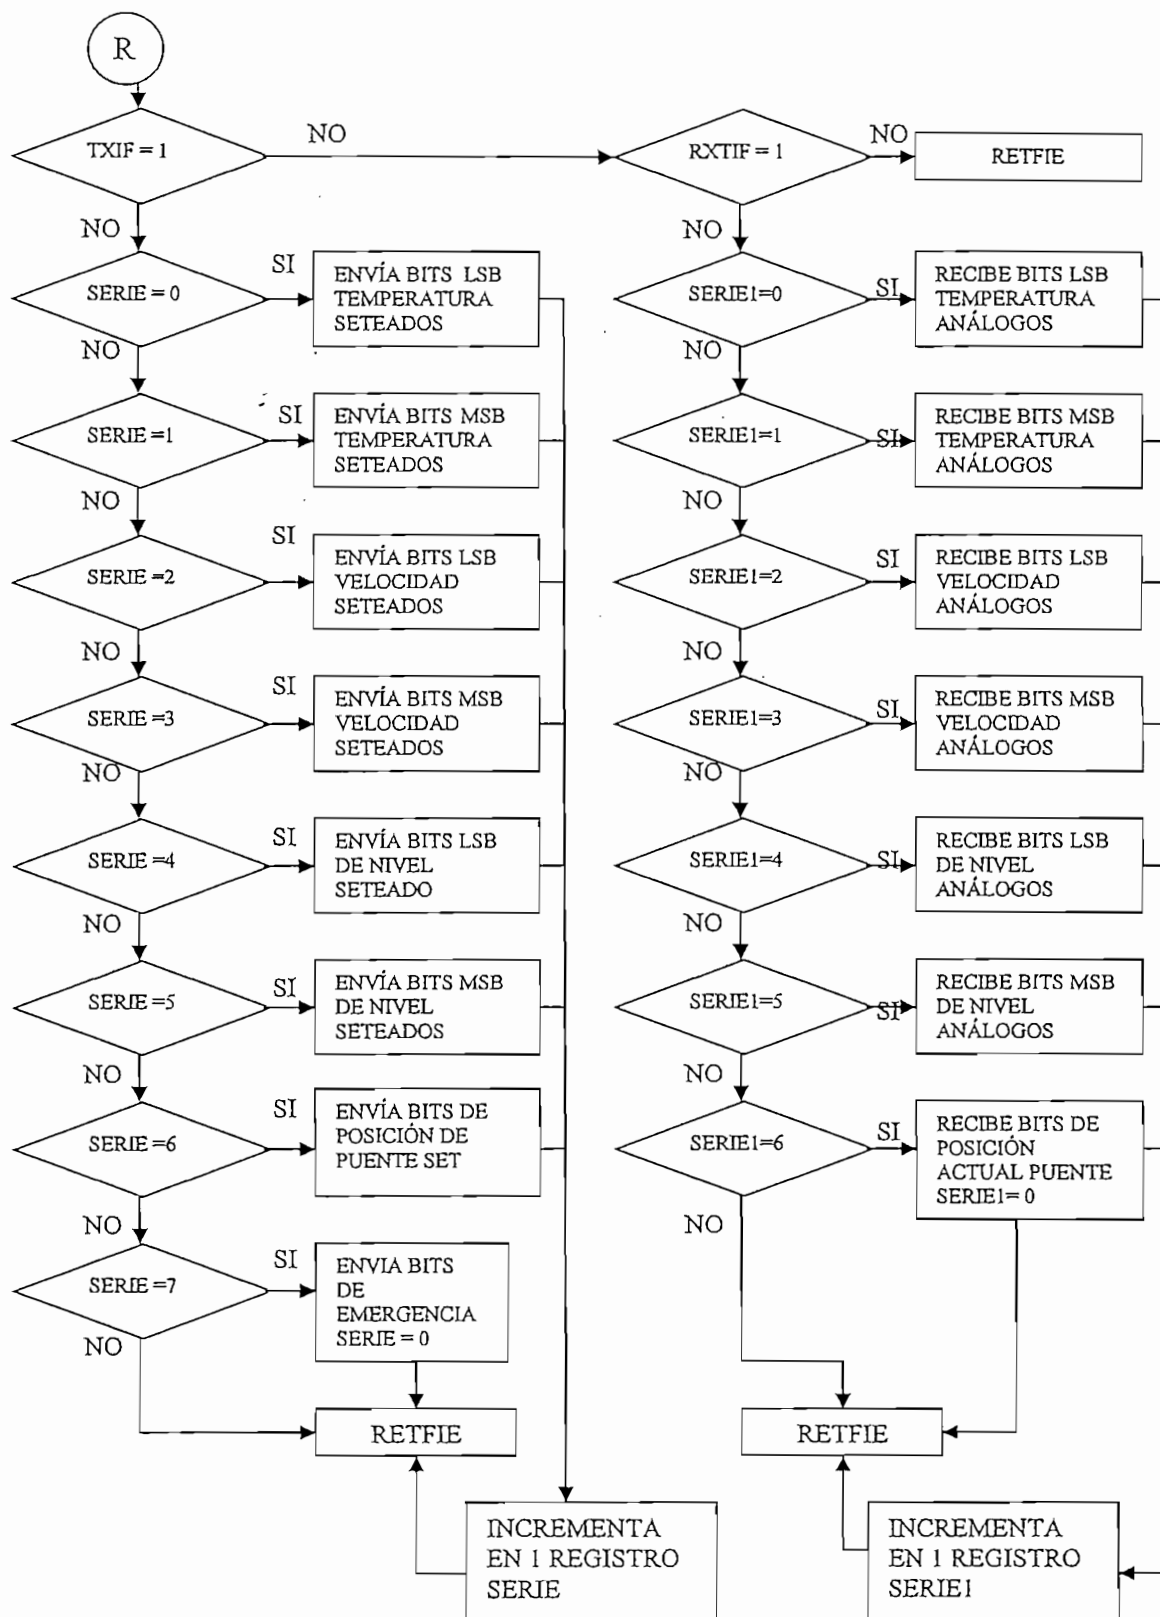 R
TXIF = 1
NO
RXTIF = 1
NO
RETFIE
NO
NO
SERIE = 0
SI
ENVÍA BITS LSB
TEMPERATURA
SETEADOS
SERIE1=0
SI
RECIBE BITS LSB
TEMPERATURA
ANÁLOGOS
NO
NO
SERIE =1
SI
ENVÍA BITS MSB
TEMPERATURA
SETEADOS
SERIE1=1
SI
RECIBE BITS MSB
TEMPERATURA
ANÁLOGOS
NO
NO
SERIE =2
SI
ENVÍA BITS LSB
VELOCIDAD
SETEADOS
SERIE1=2
SI
RECIBE BITS LSB
VELOCIDAD
ANÁLOGOS
NO
NO
SERIE =3
SI
ENVÍA BITS MSB
VELOCIDAD
SETEADOS
SERIE1=3
SI
RECIBE BITS MSB
VELOCIDAD
ANÁLOGOS
NO
NO
SERIE =4
SI
ENVÍA BITS LSB
DE NIVEL
SETEADO
SERIE1=4
SI
RECIBE BITS LSB
DE NIVEL
ANÁLOGOS
NO
NO
SERIE =5
SI
ENVÍA BITS MSB
DE NIVEL
SETEADOS
SERIE1=5
SI
RECIBE BITS MSB
DE NIVEL
ANÁLOGOS
NO
NO
SERIE =6
SI
ENVÍA BITS DE
POSICIÓN DE
PUENTE SET
SERIE1=6
SI
RECIBE BITS DE
POSICIÓN
ACTUAL PUENTE
SERIE1= 0
NO
NO
SERIE =7
SI
ENVIA BITS
DE
EMERGENCIA
SERIE = 0
NO
RETFIE
RETFIE
INCREMENTA
EN 1 REGISTRO
SERIE
INCREMENTA
EN 1 REGISTRO
SERIE1